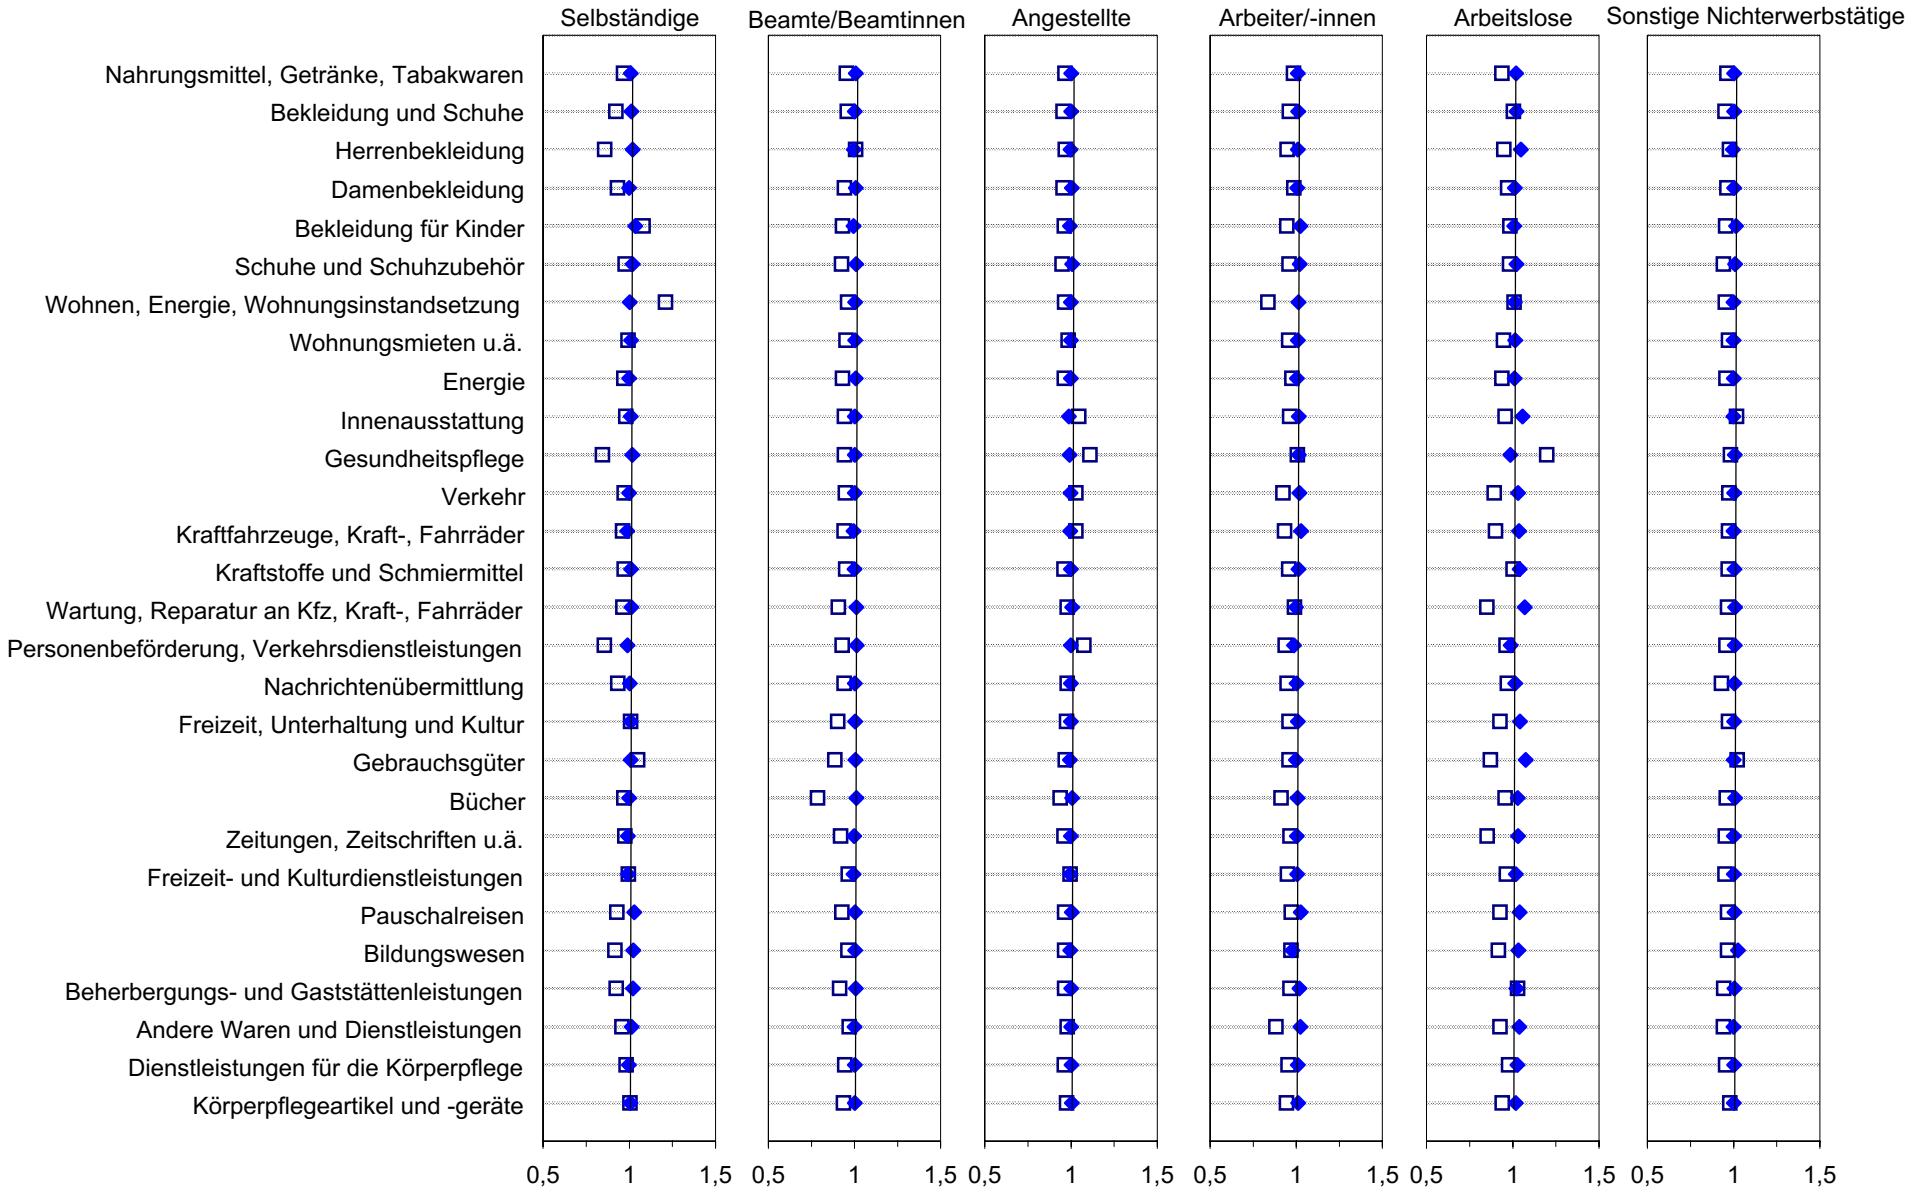 Selbständige Beamte/Beamtinnen Angestellte Arbeiter/-innen Arbeitslose Sonstige Nichterwerbstätige
Nahrungsmittel, Getränke, Tabakwaren
Bekleidung und Schuhe
Herrenbekleidung
Damenbekleidung
Bekleidung für Kinder
Schuhe und Schuhzubehör
Wohnen, Energie, Wohnungsinstandsetzung
Wohnungsmieten u.ä.
Energie
Innenausstattung
Gesundheitspflege
Verkehr
Kraftfahrzeuge, Kraft-, Fahrräder
Kraftstoffe und Schmiermittel
Wartung, Reparatur an Kfz, Kraft-, Fahrräder
Personenbeförderung, Verkehrsdienstleistungen
Nachrichtenübermittlung
Freizeit, Unterhaltung und Kultur
Gebrauchsgüter
Bücher
Zeitungen, Zeitschriften u.ä.
Freizeit- und Kulturdienstleistungen
Pauschalreisen
Bildungswesen
Beherbergungs- und Gaststättenleistungen
Andere Waren und Dienstleistungen
Dienstleistungen für die Körperpflege
Körperpflegeartikel und -geräte
0,5 1 1,5 0,5 1 1,5 0,5 1 1,5 0,5 1 1,5 0,5 1 1,5 0,5 1 1,5